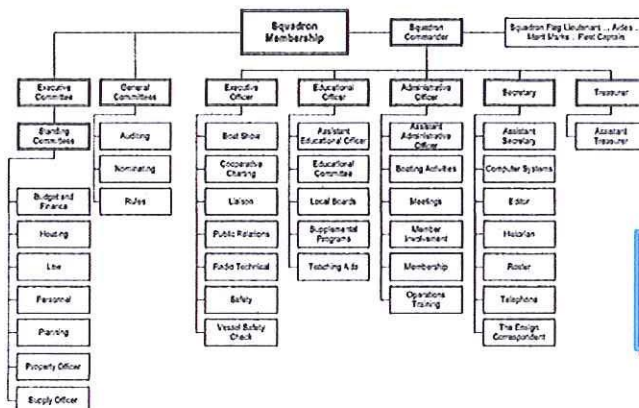 Squadron
Membership
Squadron
Commander
Squadron Flag Lieutenant ... Aides ...
Merit Marks ... Fleet Captain
Executive
Committee
General
Committees
Executive
Officer
Educational
Officer
Administrative
Officer
Secretary
Treasurer
Standing
Committees
Auditing
Nominating
Rules
Budget and
Finance
Housing
Law
Personnel
Planning
Property Officer
Supply Officer
Boat Show
Cooperative
Charting
Liaison
Public Relations
Radio Technical
Safety
Vessel Safety
Check
Assistant
Educational Officer
Educational
Committee
Local Boards
Supplemental
Programs
Teaching Aids
Assistant
Administrative
Officer
Boating Activities
Meetings
Member
Involvement
Membership
Operations
Training
Assistant
Secretary
Computer Systems
Editor
Historian
Roster
Telephone
The Ensign
Correspondent
Assistant
Treasurer